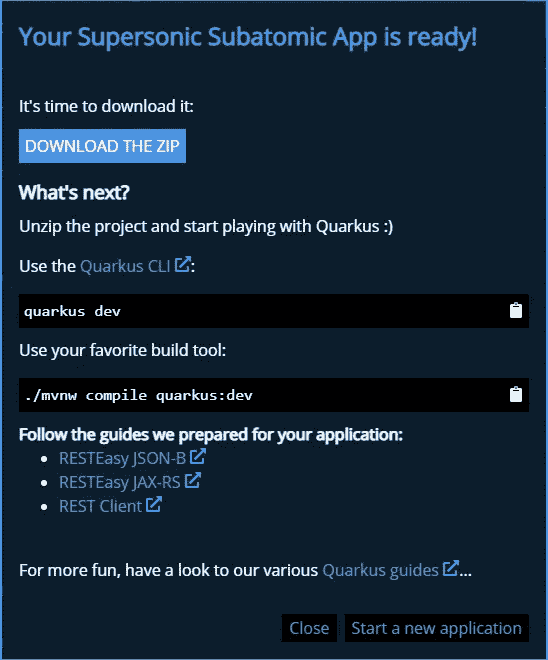 Your Supersonic Subatomic App is ready!
It's time to download it:
DOWNLOAD THE ZIP
What's next?
Unzip the project and start playing with Quarkus :)
Use the Quarkus CLI :
quarkus dev
Use your favorite build tool:
./mvnw compile quarkus:dev
Follow the guides we prepared for your application:
RESTEasy JSON-B
RESTEasy JAX-RS
REST Client
For more fun, have a look to our various Quarkus guides ...
Close Start a new application